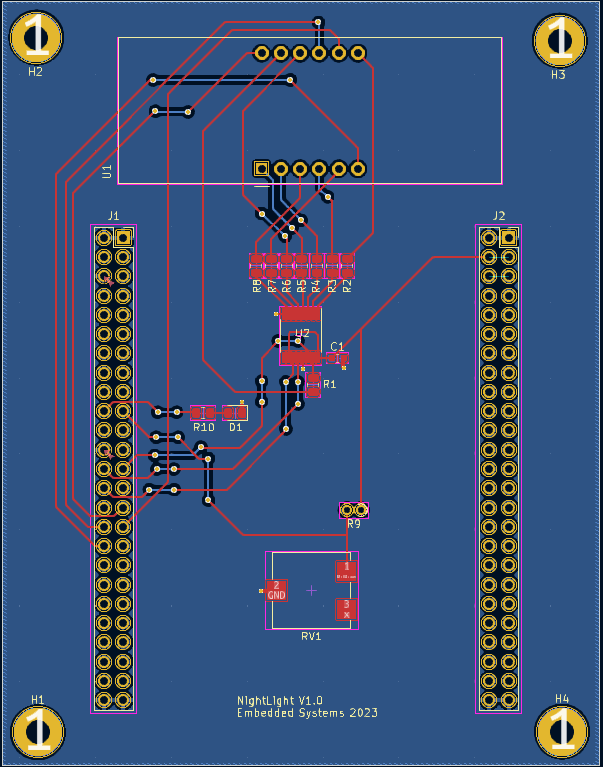 1
H2
1
H3
U1
J1
J2
R8
R7
R6
R5
R4
R3
R2
U2
C1
R1
R10
D1
R9
1
2
GND
3
x
RV1
NightLight V1.0
Embedded Systems 2023
H1
1
H4
1